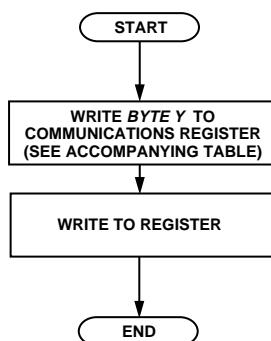 START
WRITE BYTE Y TO
COMMUNICATIONS REGISTER
(SEE ACCOMPANYING TABLE)
WRITE TO REGISTER
END